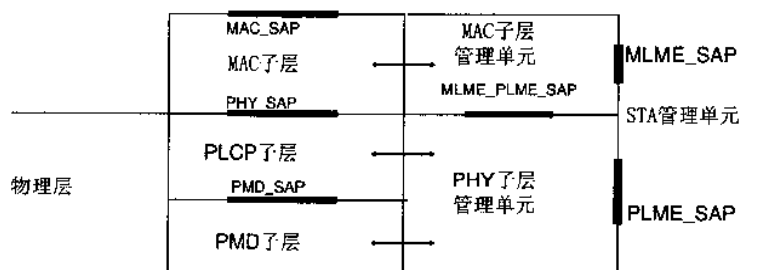 MAC_SAP
MAC子层
MAC子层
管理单元
MLME_SAP
PHY_SAP
MLME_PLME_SAP
STA管理单元
PLCP子层
物理层
PMD_SAP
PHY子层
管理单元
PLME_SAP
PMD子层